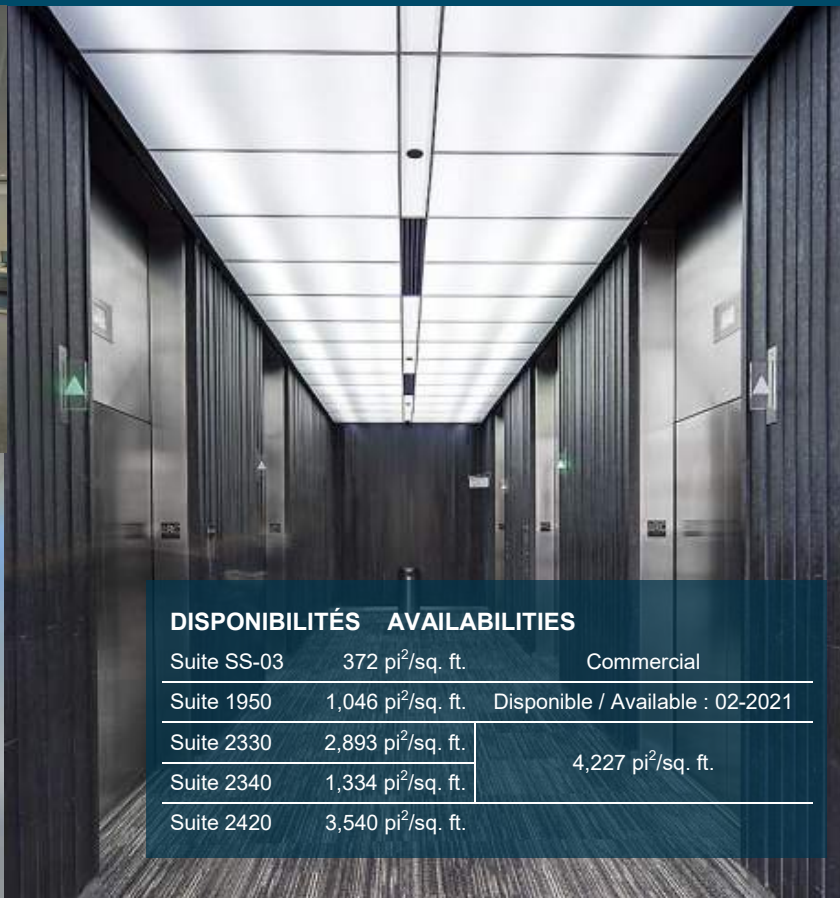 DISPONIBILITÉS AVAILABILITIES
Suite SS-03 372 pi²/sq. ft. Commercial
Suite 1950 1,046 pi²/sq. ft. Disponible / Available : 02-2021
Suite 2330 2,893 pi²/sq. ft.
4,227 pi²/sq. ft.
Suite 2340 1,334 pi²/sq. ft.
Suite 2420 3,540 pi²/sq. ft.